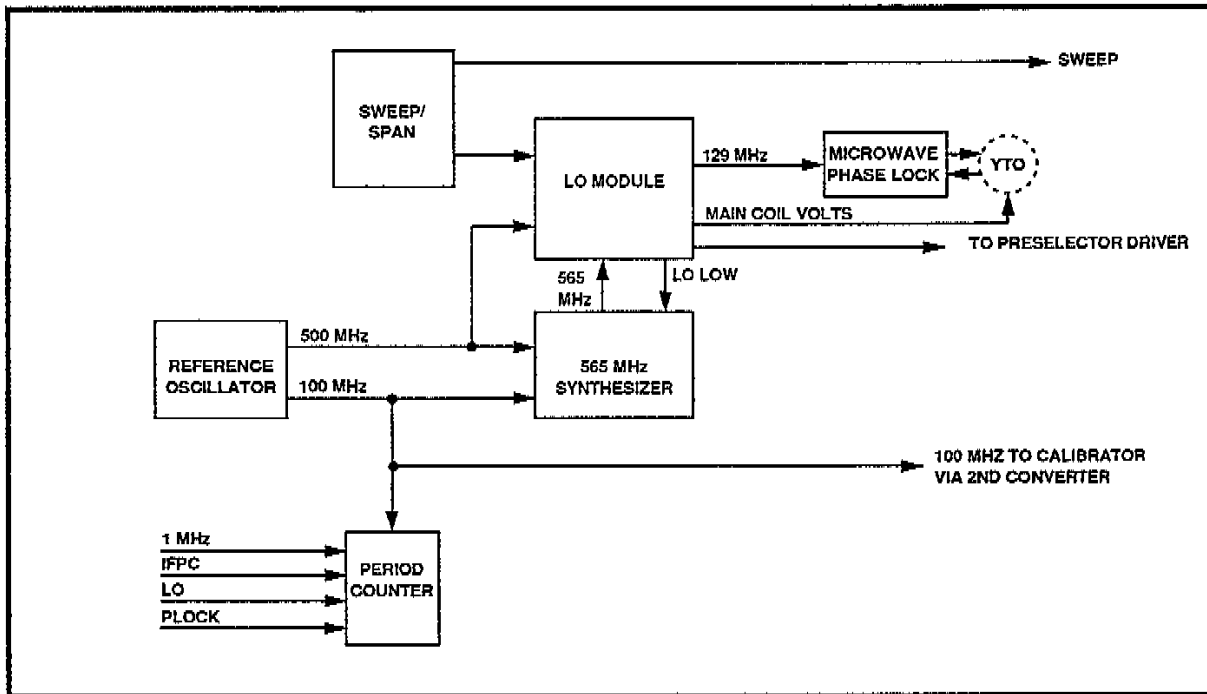 SWEEP
SWEEP/
SPAN
LO MODULE
129 MHz
MICROWAVE
PHASE LOCK
YTO
MAIN COIL VOLTS
TO PRESELECTOR DRIVER
565
MHz
LO LOW
REFERENCE
OSCILLATOR
500 MHz
100 MHz
565 MHz
SYNTHESIZER
100 MHZ TO CALIBRATOR
VIA 2ND CONVERTER
1 MHz
IFPC
LO
PLOCK
PERIOD
COUNTER